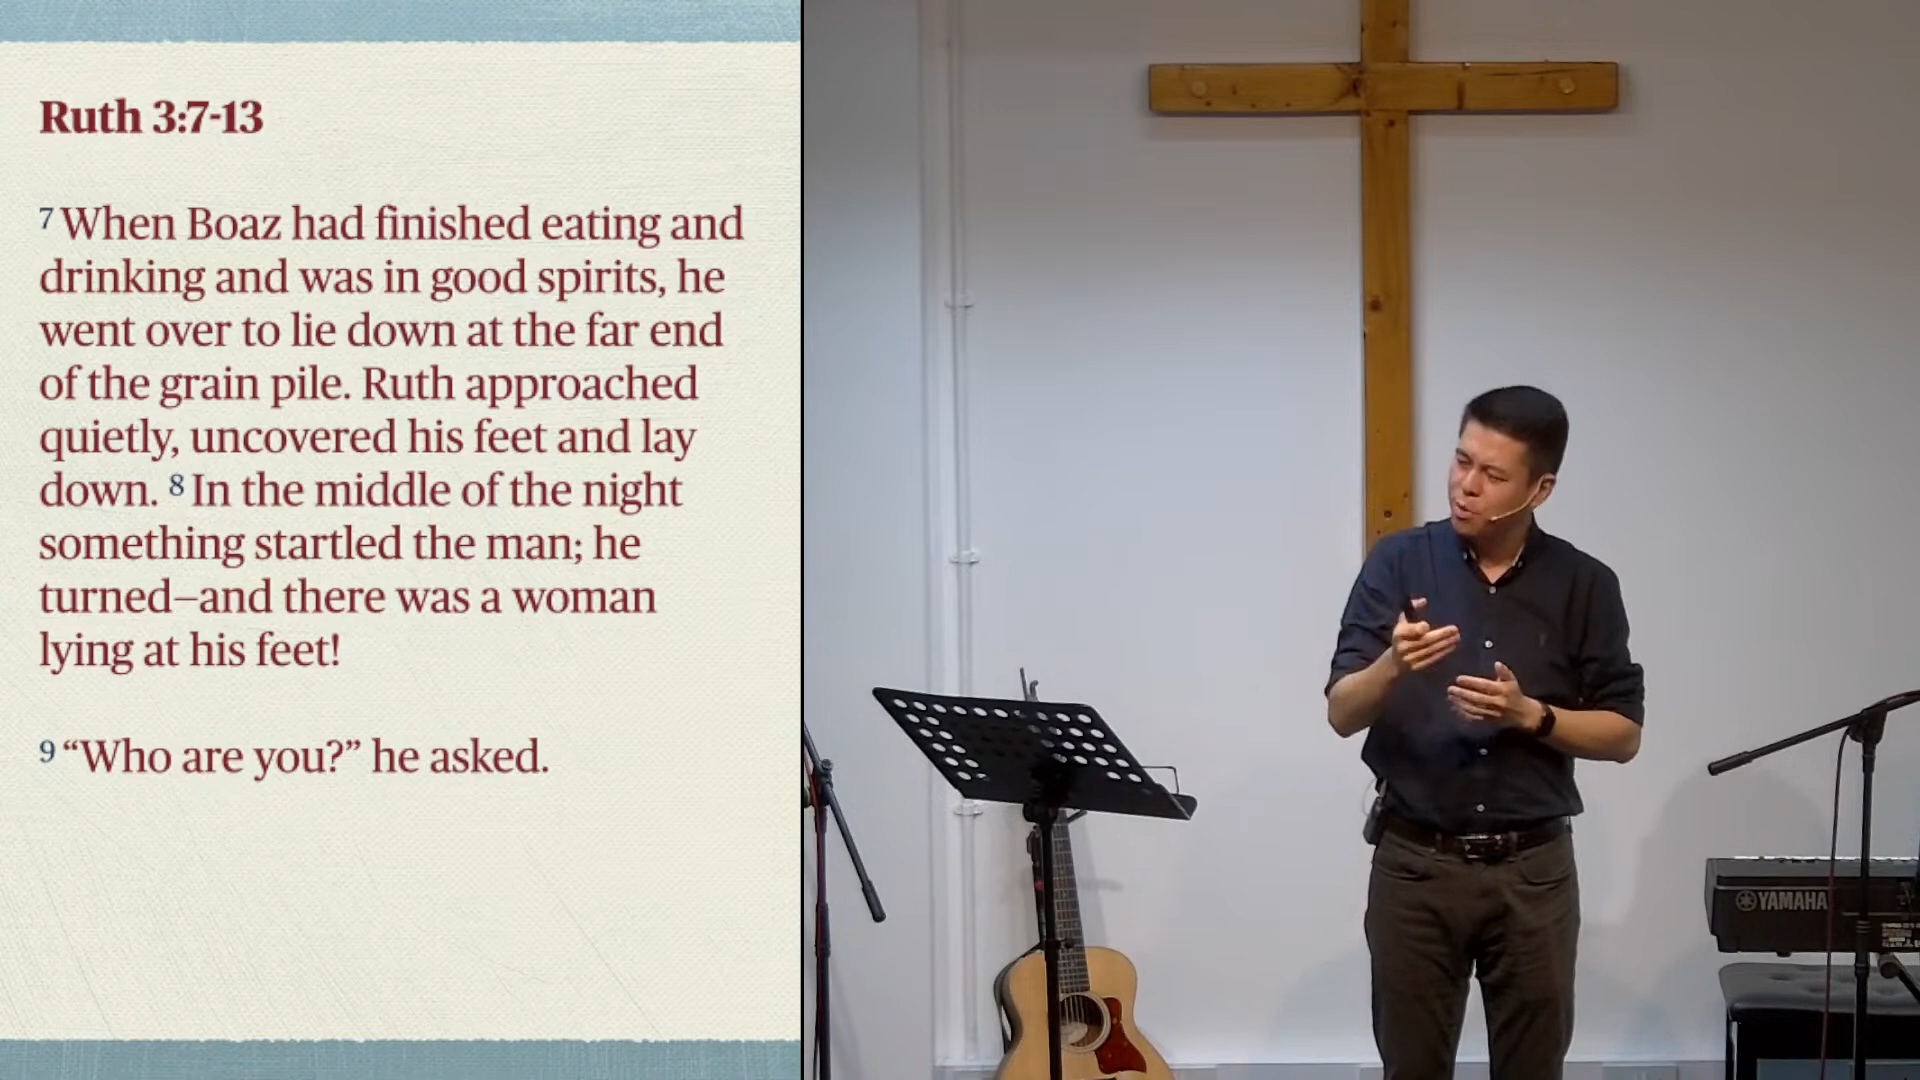 Ruth 3:7-13
7 When Boaz had finished eating and
drinking and was in good spirits, he
went over to lie down at the far end
of the grain pile. Ruth approached
quietly, uncovered his feet and lay
down. 8 In the middle of the night
something startled the man; he
turned—and there was a woman
lying at his feet!
9 “Who are you?” he asked.
YAMAHA